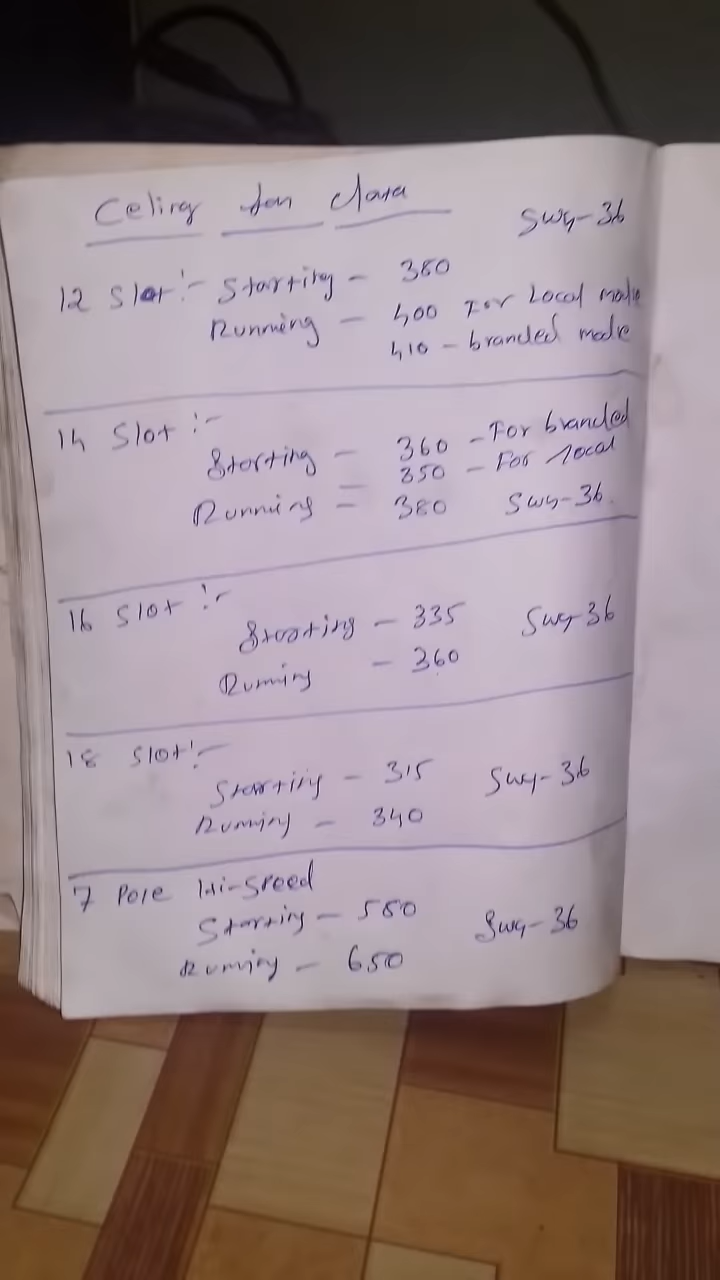 Celing fan data
Swg-36
12 Slot :- Starting - 380
Running - 400 For Local made
410 - branded made
14 Slot :-
Starting - 360 - For branded
- 350 - For local
Running - 380 Swg-36
16 Slot :-
Starting - 335 Swg-36
Running - 360
18 Slot :-
Starting - 315 Swg-36
Running - 340
7 Pole Hi-Speed
Starting - 580 Swg-36
Running - 650